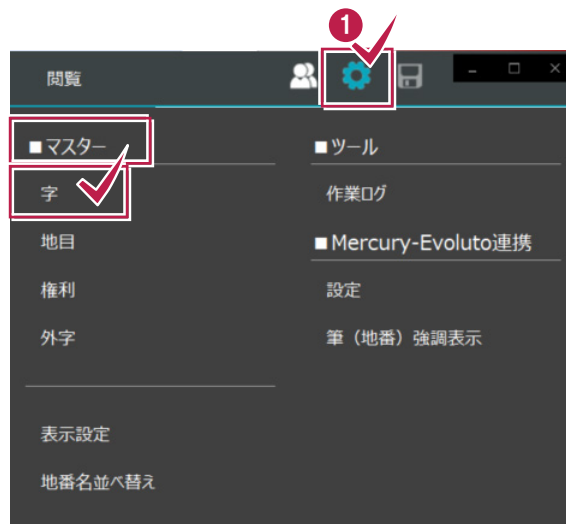 1
閲覧
■マスター
字
地目
権利
外字
表示設定
地番名並べ替え
■ツール
作業ログ
■Mercury-Evoluto連携
設定
筆（地番）強調表示